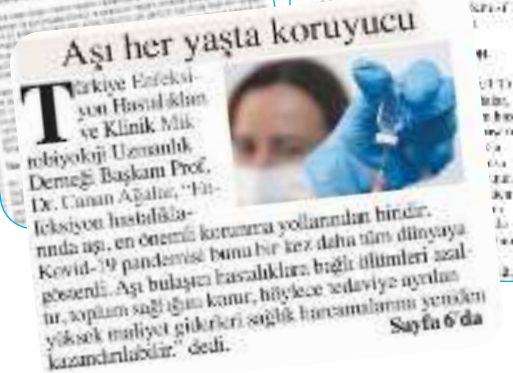 Aşı her yaşta koruyucu
Türkiye Enfeksi-
yon Hastalıkları
ve Klinik Mik
robiyoloji Uzmanlık
Derneği Başkanı Prof.
Dr. Canan Ağalar, "En-
feksiyon hastalıkla-
rında aşı, en önemli korunma yollarından biridir.
Kovid-19 pandemisi bunu bir kez daha tüm dünyaya
gösterdi. Aşı bulaşıcı hastalıklara bağlı ölümleri azal-
tır, toplum sağlığını korur, böylece tedaviye ayrılan
yüksek maliyet giderleri sağlık harcamalarına yeniden
kazandırılabilir." dedi.
Sayfa 6'da